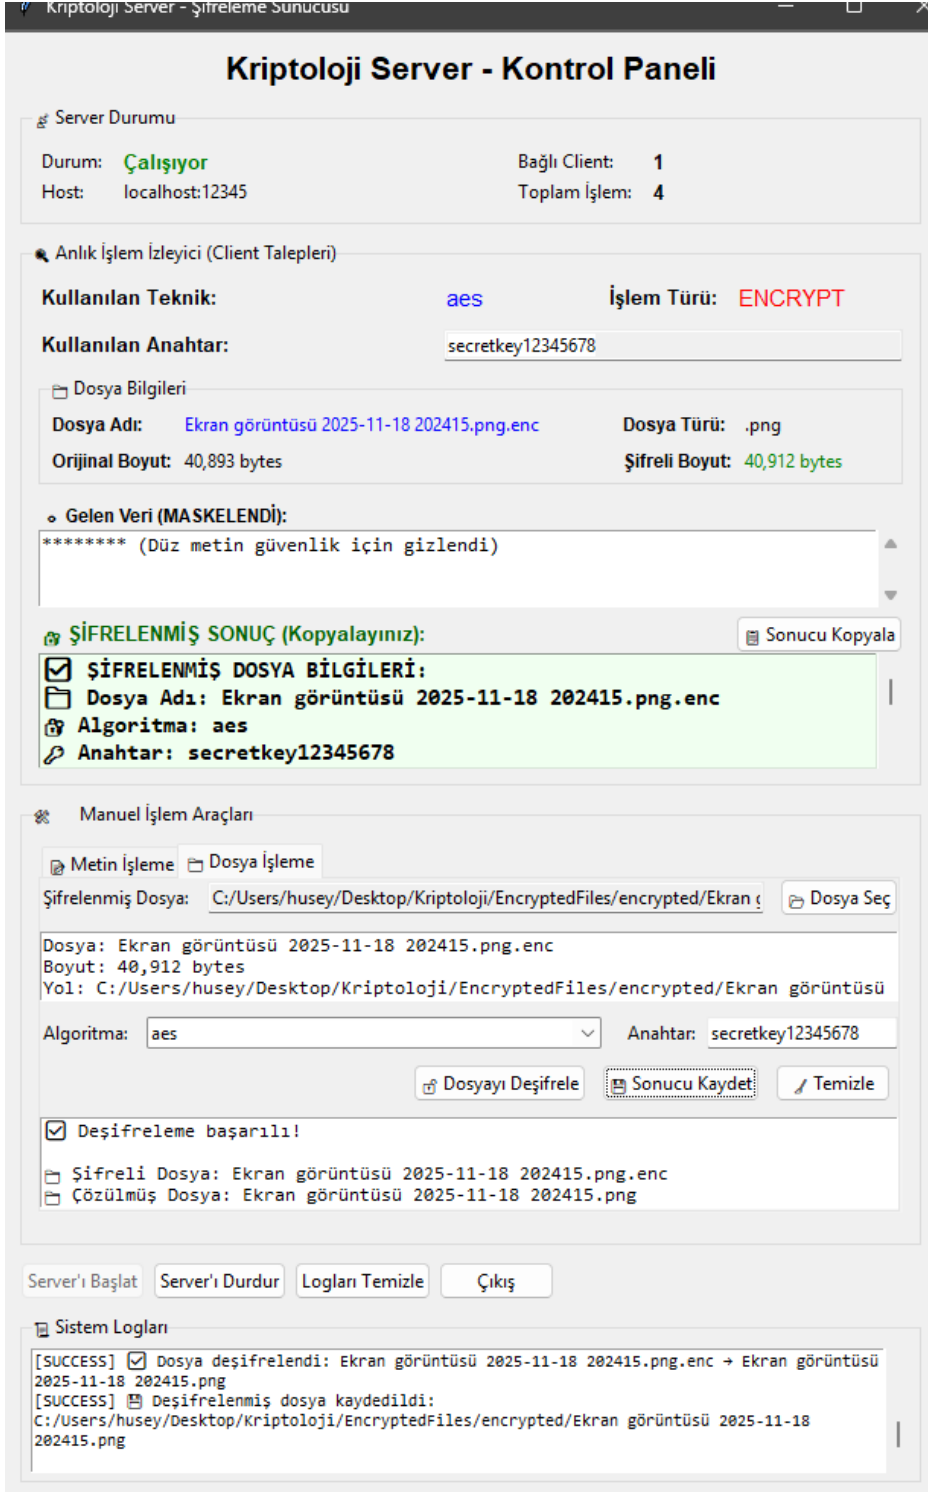 Kriptoloji Server - Şifreleme Sunucusu
Kriptoloji Server - Kontrol Paneli
Server Durumu
Durum: Çalışıyor Bağlı Client: 1
Host: localhost:12345 Toplam İşlem: 4
Anlık İşlem İzleyici (Client Talepleri)
Kullanılan Teknik: aes İşlem Türü: ENCRYPT
Kullanılan Anahtar: secretkey12345678
Dosya Bilgileri
Dosya Adı: Ekran görüntüsü 2025-11-18 202415.png.enc Dosya Türü: .png
Orijinal Boyut: 40,893 bytes Şifreli Boyut: 40,912 bytes
Gelen Veri (MASKELENDİ):
******** (Düz metin güvenlik için gizlendi)
ŞİFRELENMİŞ SONUÇ (Kopyalayınız): Sonucu Kopyala
ŞİFRELENMİŞ DOSYA BİLGİLERİ:
Dosya Adı: Ekran görüntüsü 2025-11-18 202415.png.enc
Algoritma: aes
Anahtar: secretkey12345678
Manuel İşlem Araçları
Metin İşleme Dosya İşleme
Şifrelenmiş Dosya: C:/Users/husey/Desktop/Kriptoloji/EncryptedFiles/encrypted/Ekran Dosya Seç
Dosya: Ekran görüntüsü 2025-11-18 202415.png.enc
Boyut: 40,912 bytes
Yol: C:/Users/husey/Desktop/Kriptoloji/EncryptedFiles/encrypted/Ekran görüntüsü
Algoritma: aes Anahtar: secretkey12345678
Dosyayı Deşifrele Sonucu Kaydet Temizle
Deşifreleme başarılı!
Şifreli Dosya: Ekran görüntüsü 2025-11-18 202415.png.enc
Çözülmüş Dosya: Ekran görüntüsü 2025-11-18 202415.png
Server'ı Başlat Server'ı Durdur Logları Temizle Çıkış
Sistem Logları
[SUCCESS] Dosya deşifrelendi: Ekran görüntüsü 2025-11-18 202415.png.enc → Ekran görüntüsü
2025-11-18 202415.png
[SUCCESS] Deşifrelenmiş dosya kaydedildi:
C:/Users/husey/Desktop/Kriptoloji/EncryptedFiles/encrypted/Ekran görüntüsü 2025-11-18
202415.png